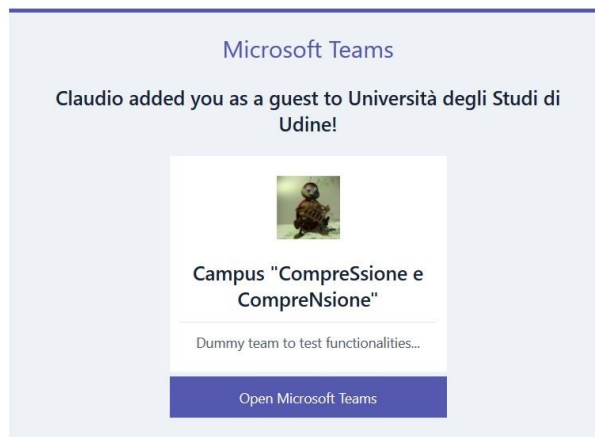 Microsoft Teams
Claudio added you as a guest to Università degli Studi di
Udine!
Campus "CompreSsione e
CompreNsione"
Dummy team to test functionalities...
Open Microsoft Teams